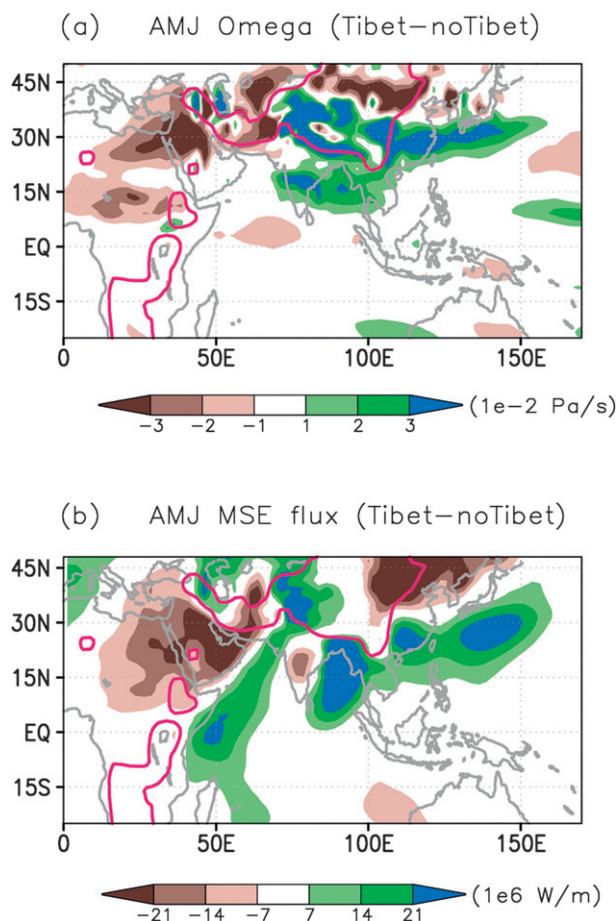 (a) AMJ Omega (Tibet−noTibet)
45N
30N
15N
EQ
15S
0 50E 100E 150E
−3 −2 −1 1 2 3 (1e−2 Pa/s)
(b) AMJ MSE flux (Tibet−noTibet)
45N
30N
15N
EQ
15S
0 50E 100E 150E
−21 −14 −7 7 14 21 (1e6 W/m)